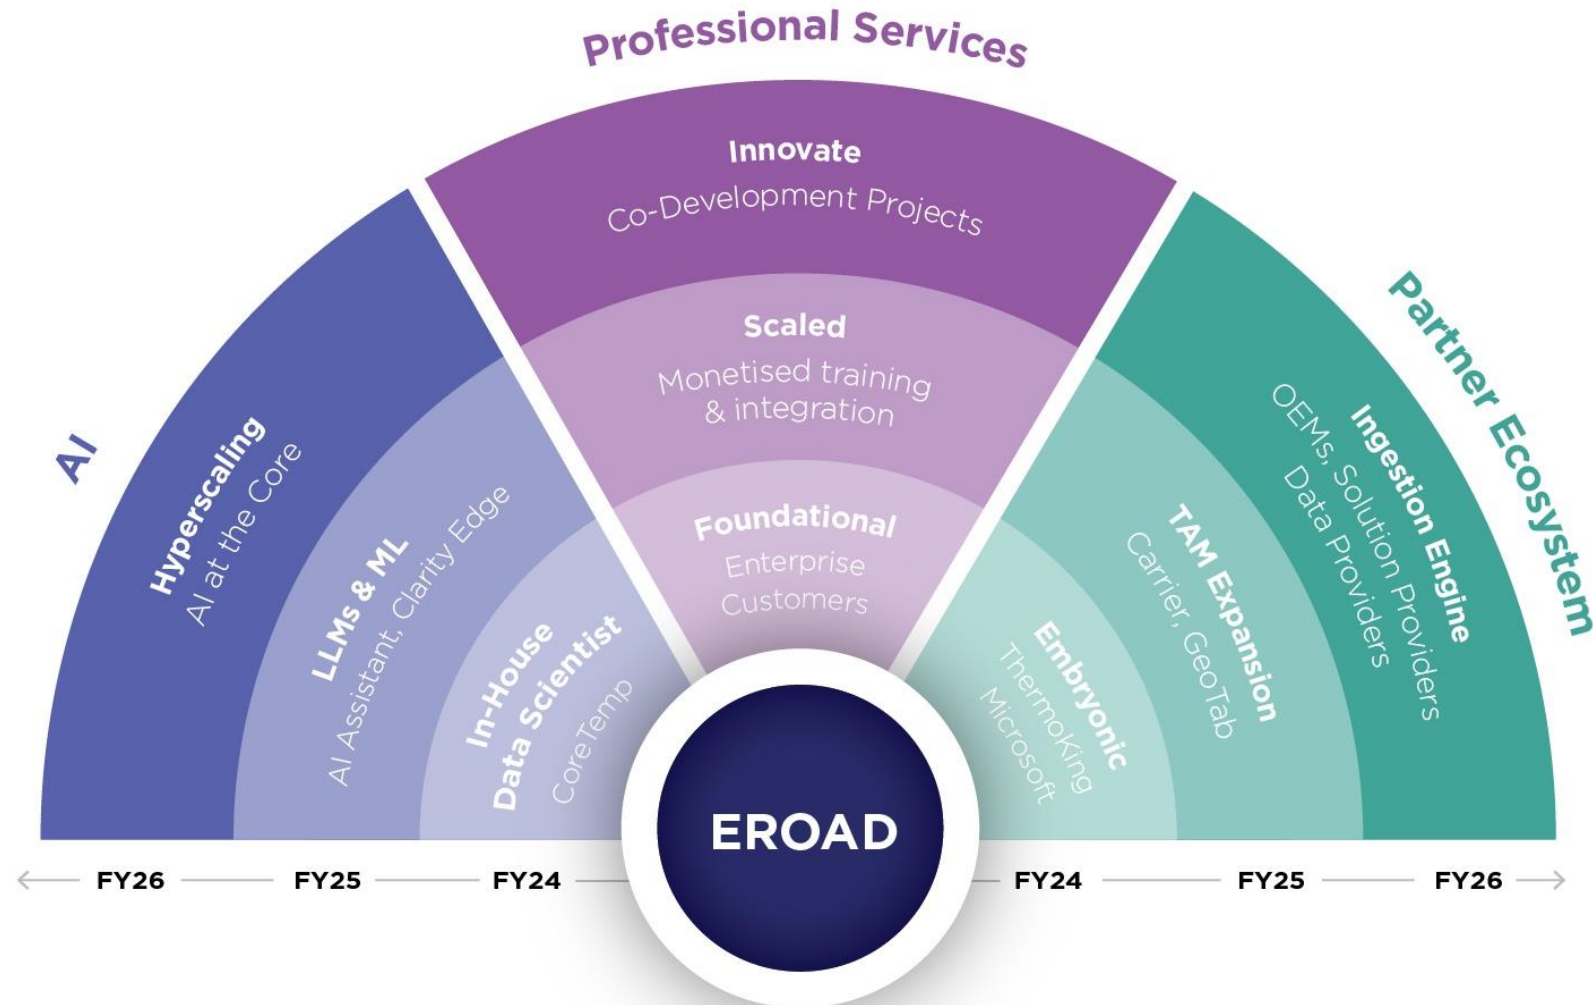 Professional Services
Innovate
Co-Development Projects
Scaled
Monetised training
& integration
Foundational
Enterprise
Customers
AI
Hyperscaling
AI at the Core
LLMs & ML
AI Assistant, Clarity Edge
In-House
Data Scientist
CoreTemp
Partner Ecosystem
Embryonic
ThermoKing
Microsoft
TAM Expansion
Carrier, GeoTab
Ingestion Engine
OEMs, Solution Providers
Data Providers
EROAD
FY26 FY25 FY24 FY24 FY25 FY26